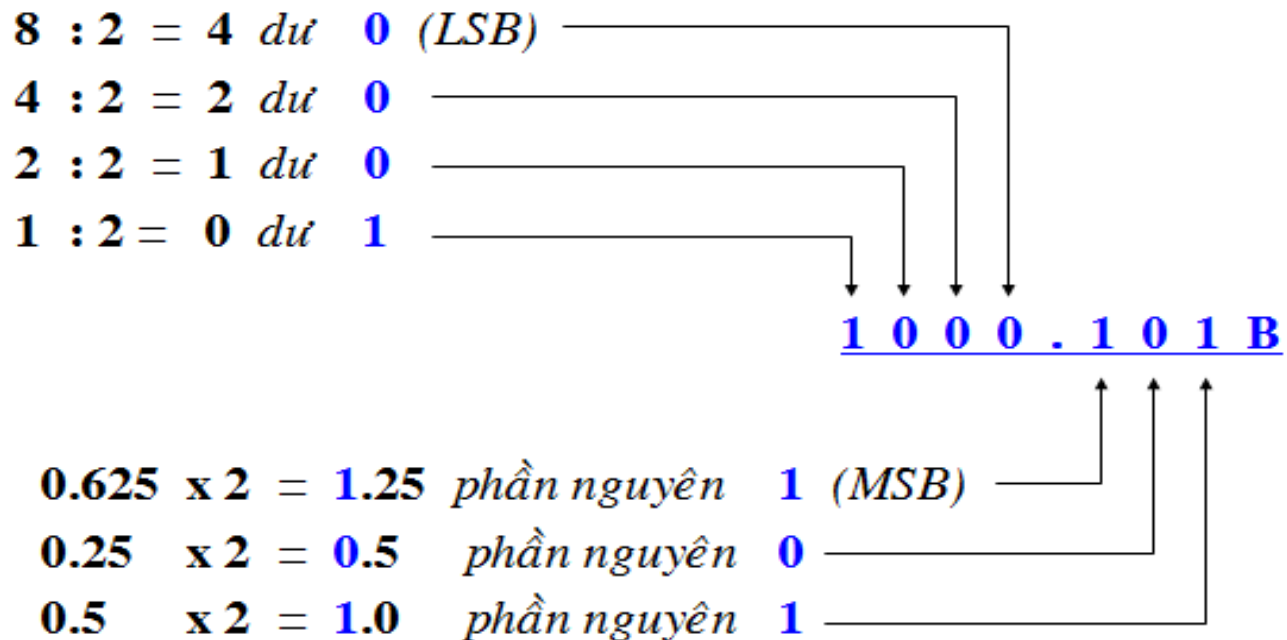 8 : 2 = 4 dư 0 (LSB)
4 : 2 = 2 dư 0
2 : 2 = 1 dư 0
1 : 2 = 0 dư 1
1 0 0 0 . 1 0 1 B
0.625 x 2 = 1.25 phần nguyên 1 (MSB)
0.25 x 2 = 0.5 phần nguyên 0
0.5 x 2 = 1.0 phần nguyên 1